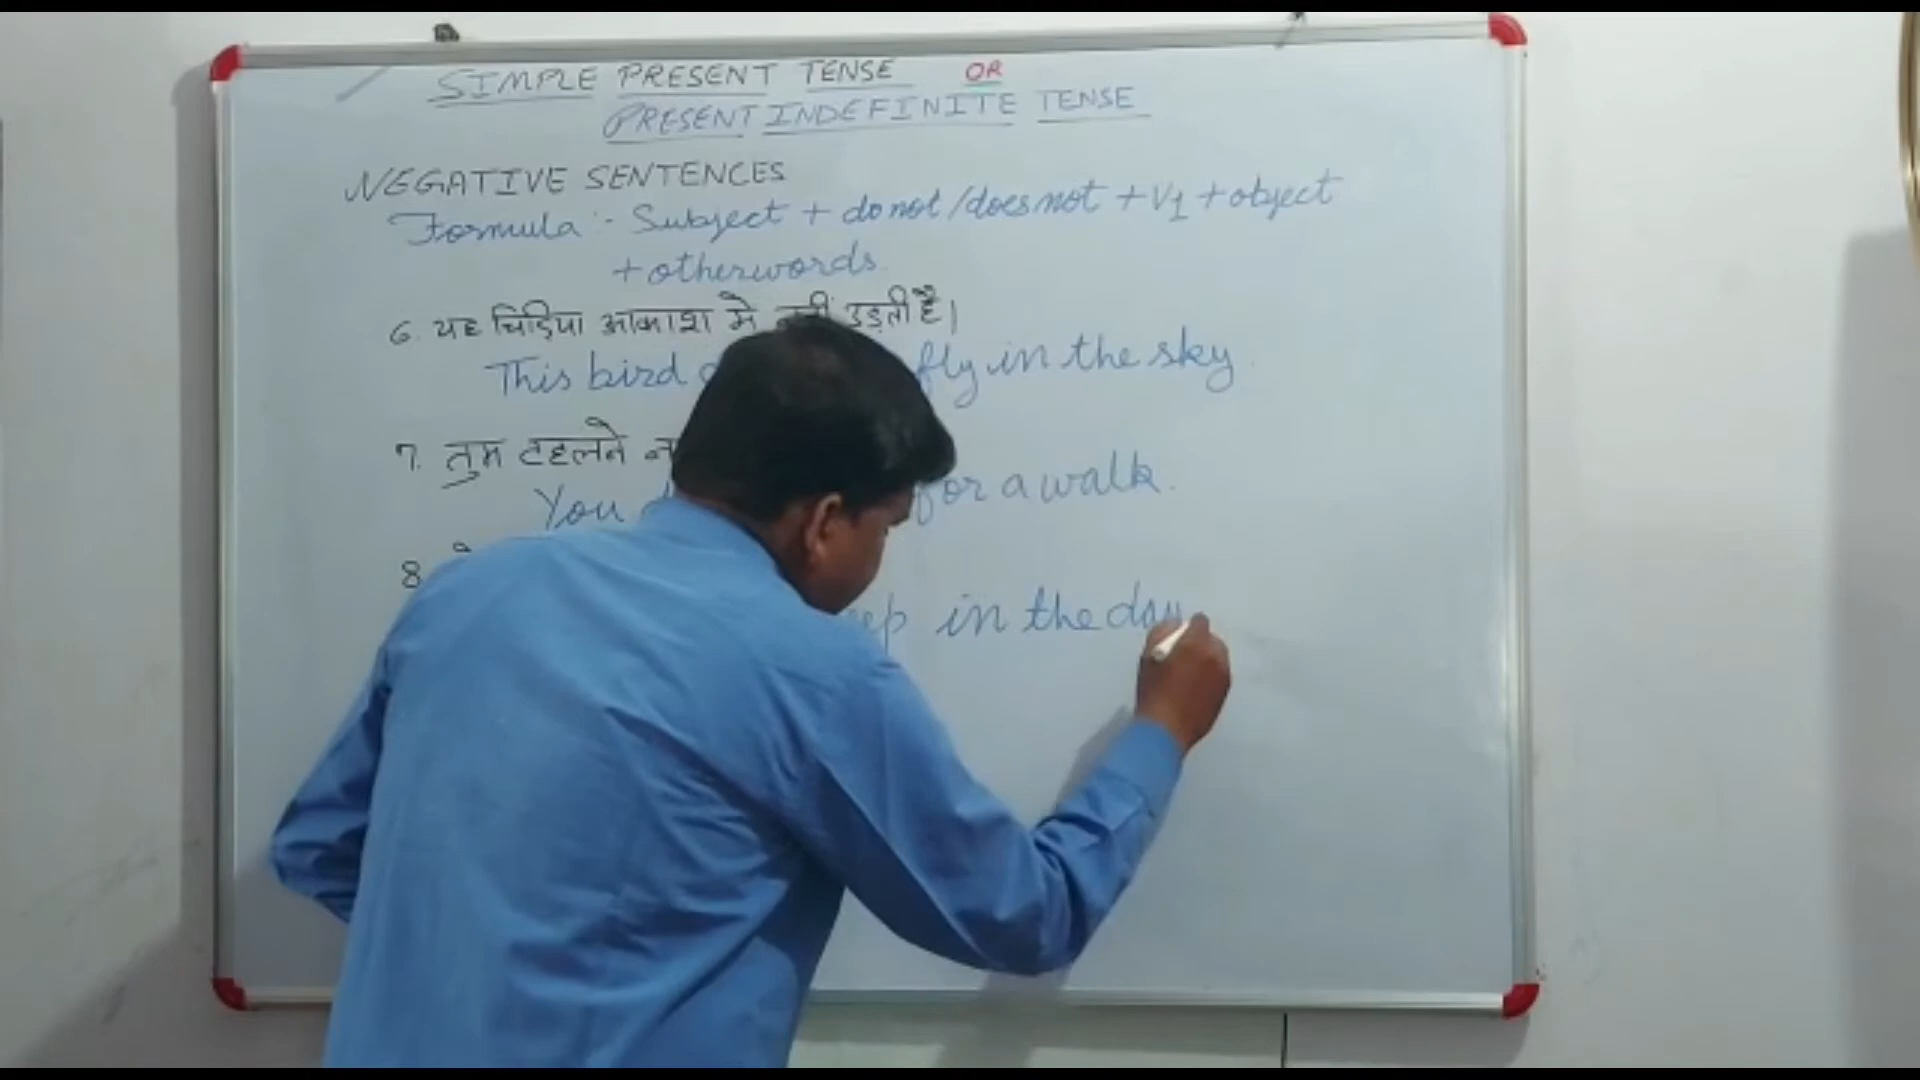 SIMPLE PRESENT TENSE OR
PRESENT INDEFINITE TENSE
NEGATIVE SENTENCES
Formula :- Subject + do not / does not + V1 + object
+ otherwords.
6. यह चिड़िया आकाश मे नहीं उड़ती है।
This bird fly in the sky.
7. तुम टहलने
You for a walk.
8.
in the day